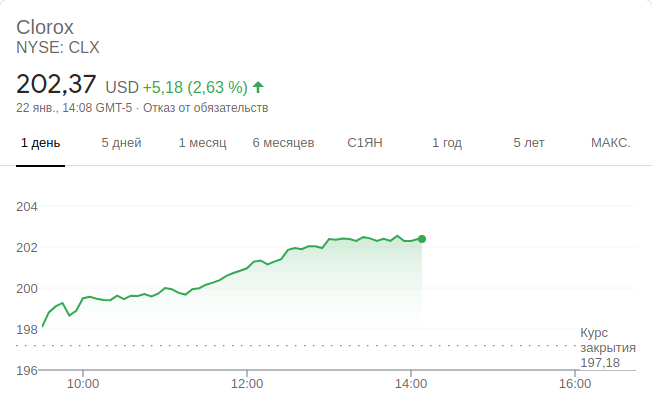 Clorox
NYSE: CLX
202,37 USD +5,18 (2,63 %)
22 янв., 14:08 GMT-5 · Отказ от обязательств
1 день 5 дней 1 месяц 6 месяцев С1ЯН 1 год 5 лет МАКС.
204
202
200
198
Курс
закрытия
197,18
196
10:00 12:00 14:00 16:00